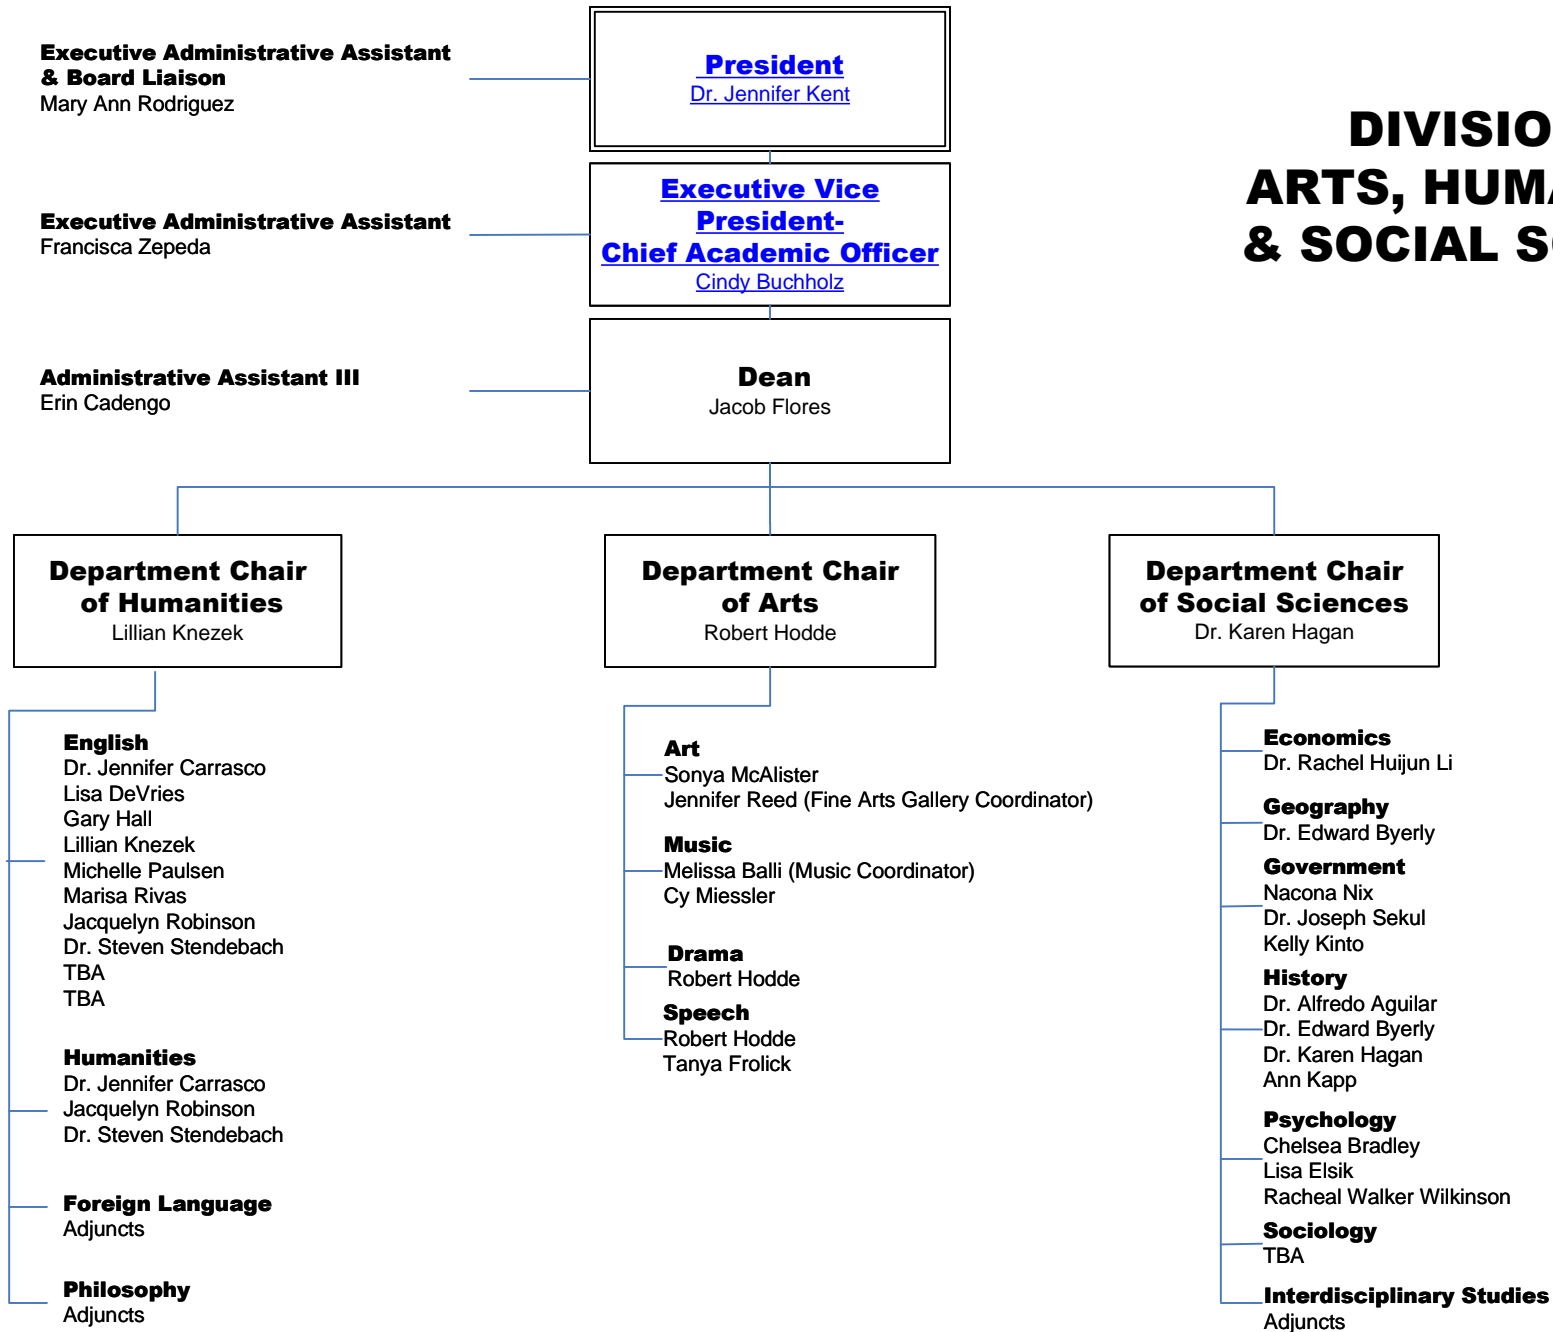 Executive Administrative Assistant
& Board Liaison
Mary Ann Rodriguez
President
Dr. Jennifer Kent
DIVISIO
ARTS, HUMA
& SOCIAL S
Executive Administrative Assistant
Francisca Zepeda
Executive Vice
President-
Chief Academic Officer
Cindy Buchholz
Administrative Assistant III
Erin Cadengo
Dean
Jacob Flores
Department Chair
of Humanities
Lillian Knezek
Department Chair
of Arts
Robert Hodde
Department Chair
of Social Sciences
Dr. Karen Hagan
English
Dr. Jennifer Carrasco
Lisa DeVries
Gary Hall
Lillian Knezek
Michelle Paulsen
Marisa Rivas
Jacquelyn Robinson
Dr. Steven Stendebach
TBA
TBA
Humanities
Dr. Jennifer Carrasco
Jacquelyn Robinson
Dr. Steven Stendebach
Foreign Language
Adjuncts
Philosophy
Adjuncts
Art
Sonya McAlister
Jennifer Reed (Fine Arts Gallery Coordinator)
Music
Melissa Balli (Music Coordinator)
Cy Miessler
Drama
Robert Hodde
Speech
Robert Hodde
Tanya Frolick
Economics
Dr. Rachel Huijun Li
Geography
Dr. Edward Byerly
Government
Nacona Nix
Dr. Joseph Sekul
Kelly Kinto
History
Dr. Alfredo Aguilar
Dr. Edward Byerly
Dr. Karen Hagan
Ann Kapp
Psychology
Chelsea Bradley
Lisa Elsik
Racheal Walker Wilkinson
Sociology
TBA
Interdisciplinary Studies
Adjuncts